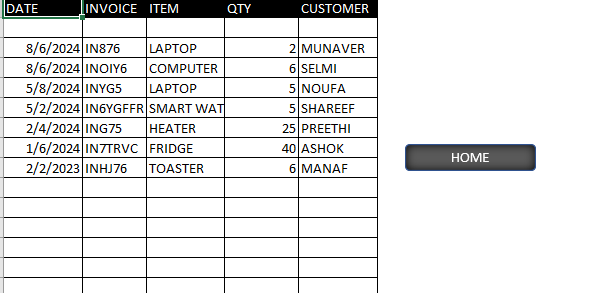 DATE INVOICE ITEM QTY CUSTOMER
8/6/2024 IN876 LAPTOP 2 MUNAVER
8/6/2024 INOIY6 COMPUTER 6 SELMI
5/8/2024 INYG5 LAPTOP 5 NOUFA
5/2/2024 IN6YGFFR SMART WAT 5 SHAREEF
2/4/2024 ING75 HEATER 25 PREETHI
1/6/2024 IN7TRVC FRIDGE 40 ASHOK
2/2/2023 INHJ76 TOASTER 6 MANAF
HOME